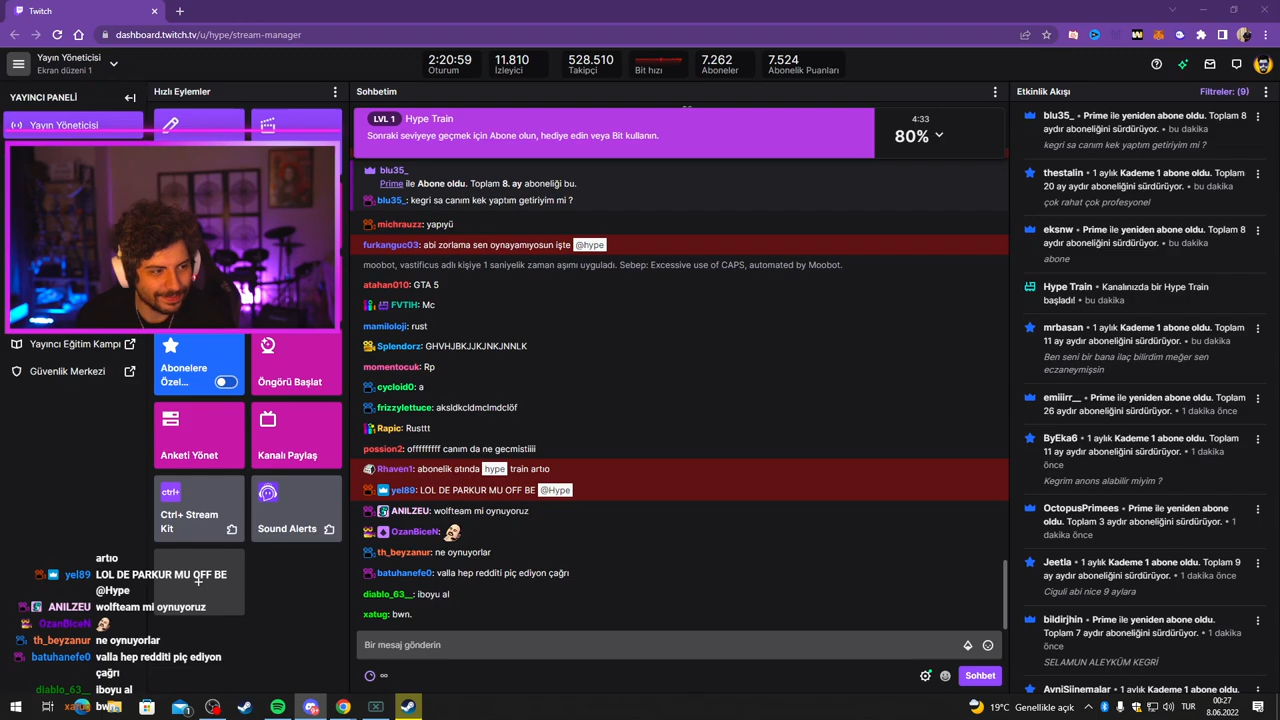 Twitch
dashboard.twitch.tv/u/hype/stream-manager
Yayın Yöneticisi
Ekran düzeni 1
2:20:59
Oturum
11.810
İzleyici
528.510
Takipçi
Bit hızı
7.262
Aboneler
7.524
Abonelik Puanları
YAYINCI PANELİ
Yayın Yöneticisi
Yayıncı Eğitim Kampı
Güvenlik Merkezi
Hızlı Eylemler
Abonelere
Özel...
Öngörü Başlat
Anketi Yönet
Kanalı Paylaş
ctrl+
Ctrl+ Stream
Kit
Sound Alerts
artıo
yel89 LOL DE PARKUR MU OFF BE
@Hype
ANILZEU wolfteam mi oynuyoruz
OzanBiceN
th_beyzanur ne oynuyorlar
batuhanefe0 valla hep redditi piç ediyon
çağrı
diablo_63__ iboyu al
xatug bwn.
Sohbetim
LVL 1 Hype Train
Sonraki seviyeye geçmek için Abone olun, hediye edin veya Bit kullanın.
4:33
80%
blu35_
Prime ile Abone oldu. Toplam 8. ay aboneliği bu.
blu35_: kegri sa canım kek yaptım getiriyim mi ?
michrauzz: yapıyü
furkanguc03: abi zorlama sen oynayamıyosun işte @hype
moobot, vastificus adlı kişiye 1 saniyelik zaman aşımı uyguladı. Sebep: Excessive use of CAPS, automated by Moobot.
atahan010: GTA 5
FVT1H: Mc
mamiloloji: rust
Splendorz: GHVHJBKJJKJNKJNNLK
momentocuk: Rp
cycloid0: a
frizzylettuce: aksldkcldmclmdclöf
Rapic: Rusttt
possion2: offfffffff canım da ne gecmistiiii
Rhaven1: abonelik atında hype train artıo
yel89: LOL DE PARKUR MU OFF BE @Hype
ANILZEU: wolfteam mi oynuyoruz
OzanBiceN:
th_beyzanur: ne oynuyorlar
batuhanefe0: valla hep redditi piç ediyon çağrı
diablo_63__: iboyu al
xatug: bwn.
Bir mesaj gönderin
Sohbet
Etkinlik Akışı
Filtreler: (9)
blu35_ • Prime ile yeniden abone oldu. Toplam 8
aydır aboneliğini sürdürüyor. • bu dakika
kegri sa canım kek yaptım getiriyim mi ?
thestalin • 1 aylık Kademe 1 abone oldu. Toplam
20 ay aydır aboneliğini sürdürüyor. • bu dakika
çok rahat çok profesyonel
eksnw • Prime ile yeniden abone oldu. Toplam 8
aydır aboneliğini sürdürüyor. • bu dakika
abone
Hype Train • Kanalınızda bir Hype Train
başladı! • bu dakika
mrbasan • 1 aylık Kademe 1 abone oldu. Toplam
11 ay aydır aboneliğini sürdürüyor. • bu dakika
Ben seni bir bana ilaç bilirdim meğer sen
eczaneymişsin
emiiirr__ • Prime ile yeniden abone oldu. Toplam
26 aydır aboneliğini sürdürüyor. • 1 dakika önce
ByEka6 • 1 aylık Kademe 1 abone oldu. Toplam
11 ay aydır aboneliğini sürdürüyor. • 1 dakika
önce
Kegrim anons alabilir miyim ?
OctopusPrimees • Prime ile yeniden abone
oldu. Toplam 3 aydır aboneliğini sürdürüyor. • 1
dakika önce
Jeetla • 1 aylık Kademe 1 abone oldu. Toplam 9
ay aydır aboneliğini sürdürüyor. • 1 dakika önce
Ciguli abi nice 9 aylara
bildirjhin • Prime ile yeniden abone oldu.
Toplam 7 aydır aboneliğini sürdürüyor. • 1 dakika
önce
SELAMUN ALEYKÜM KEGRİ
AvniSiinemalar • 1 aylık Kademe 1 abone oldu.
19°C Genellikle açık
TUR
00:27
8.06.2022